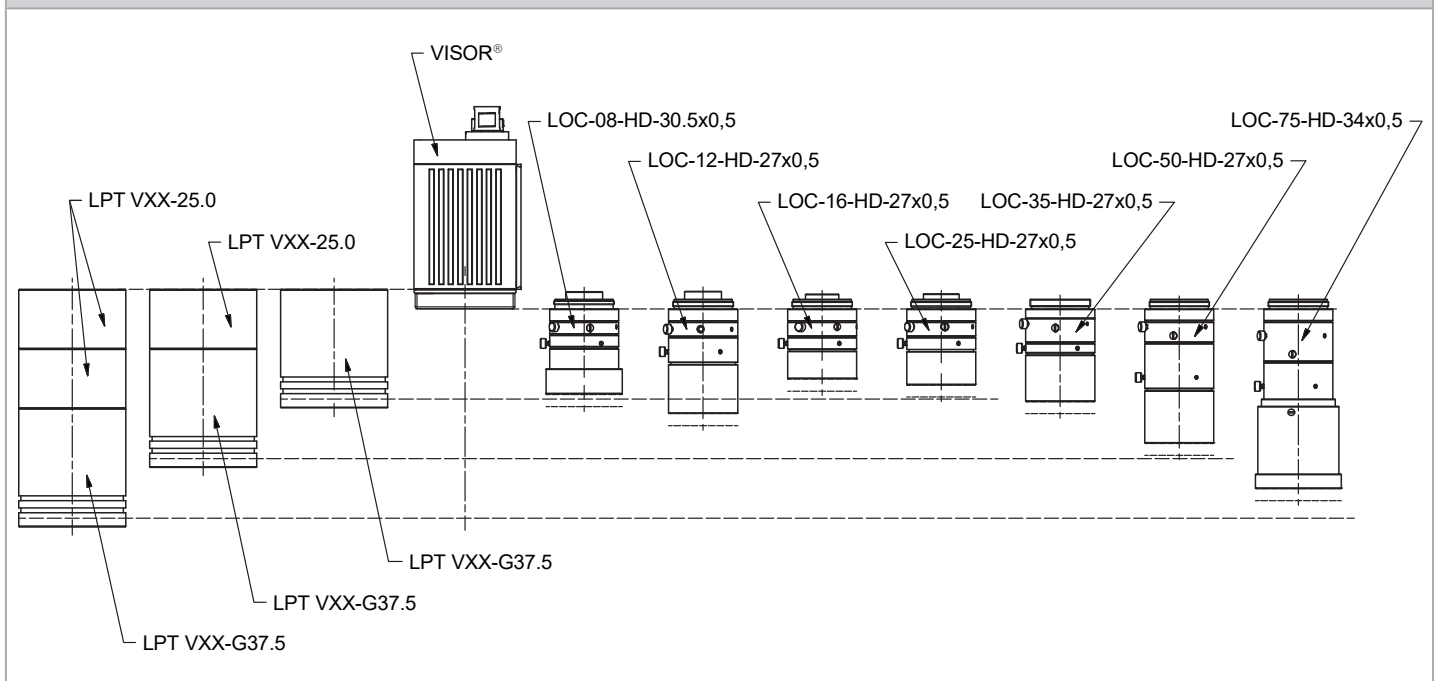 VISOR®
LOC-08-HD-30.5x0,5
LOC-75-HD-34x0,5
LOC-12-HD-27x0,5
LOC-50-HD-27x0,5
LPT VXX-25.0
LOC-16-HD-27x0,5
LOC-35-HD-27x0,5
LPT VXX-25.0
LOC-25-HD-27x0,5
LPT VXX-G37.5
LPT VXX-G37.5
LPT VXX-G37.5